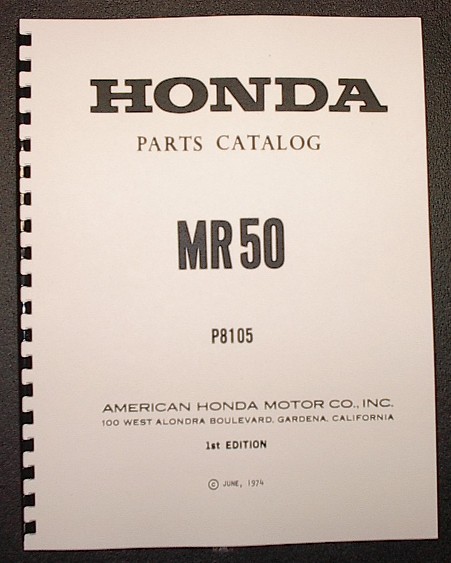 HONDA
PARTS CATALOG
MR50
P8105
AMERICAN HONDA MOTOR CO., INC.
100 WEST ALONDRA BOULEVARD, GARDENA, CALIFORNIA
1st EDITION
© JUNE, 1974